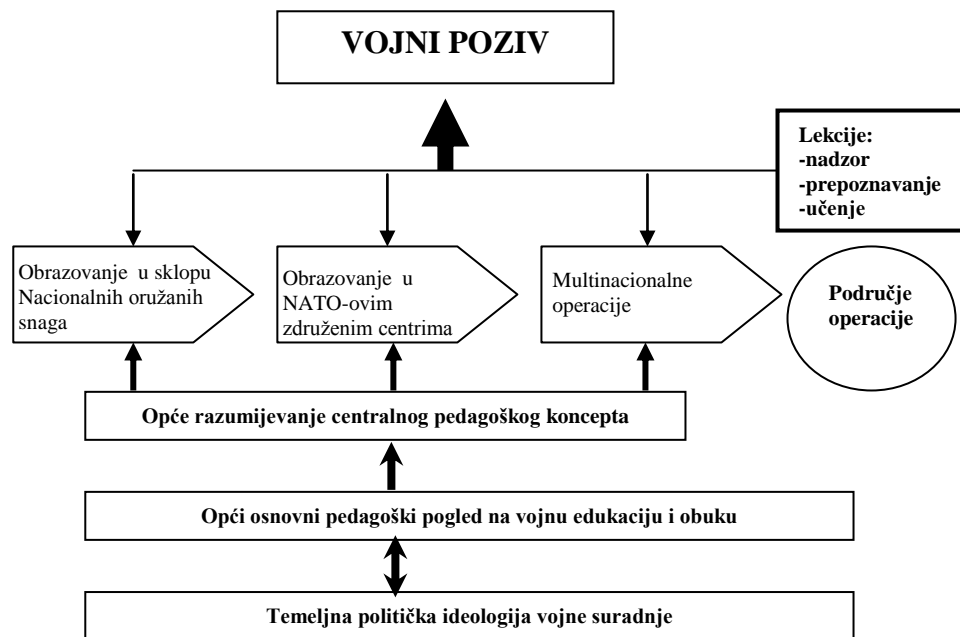 VOJNI POZIV
Lekcije:
-nadzor
-prepoznavanje
-učenje
Obrazovanje u sklopu
Nacionalnih oružanih
snaga
Obrazovanje u
NATO-ovim
združenim centrima
Multinacionalne
operacije
Područje
operacije
Opće razumijevanje centralnog pedagoškog koncepta
Opći osnovni pedagoški pogled na vojnu edukaciju i obuku
Temeljna politička ideologija vojne suradnje